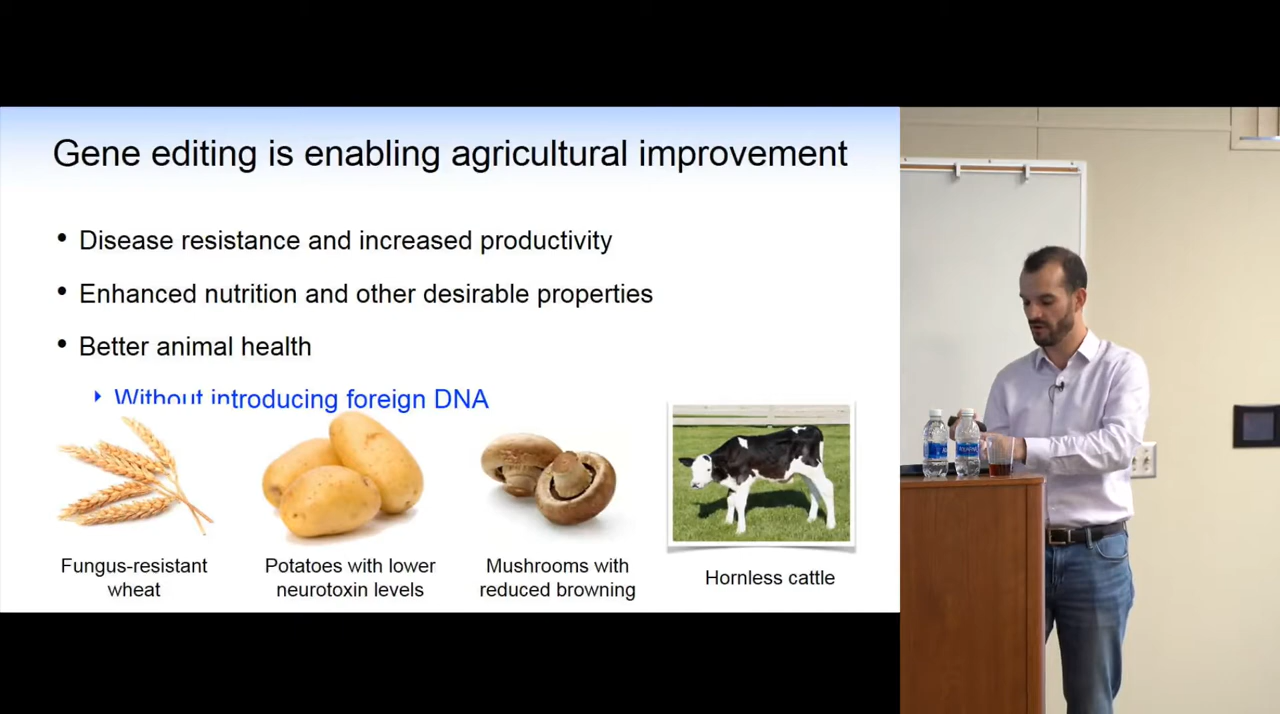 Gene editing is enabling agricultural improvement
• Disease resistance and increased productivity
• Enhanced nutrition and other desirable properties
• Better animal health
Without introducing foreign DNA
Fungus-resistant
wheat
Potatoes with lower
neurotoxin levels
Mushrooms with
reduced browning
Hornless cattle